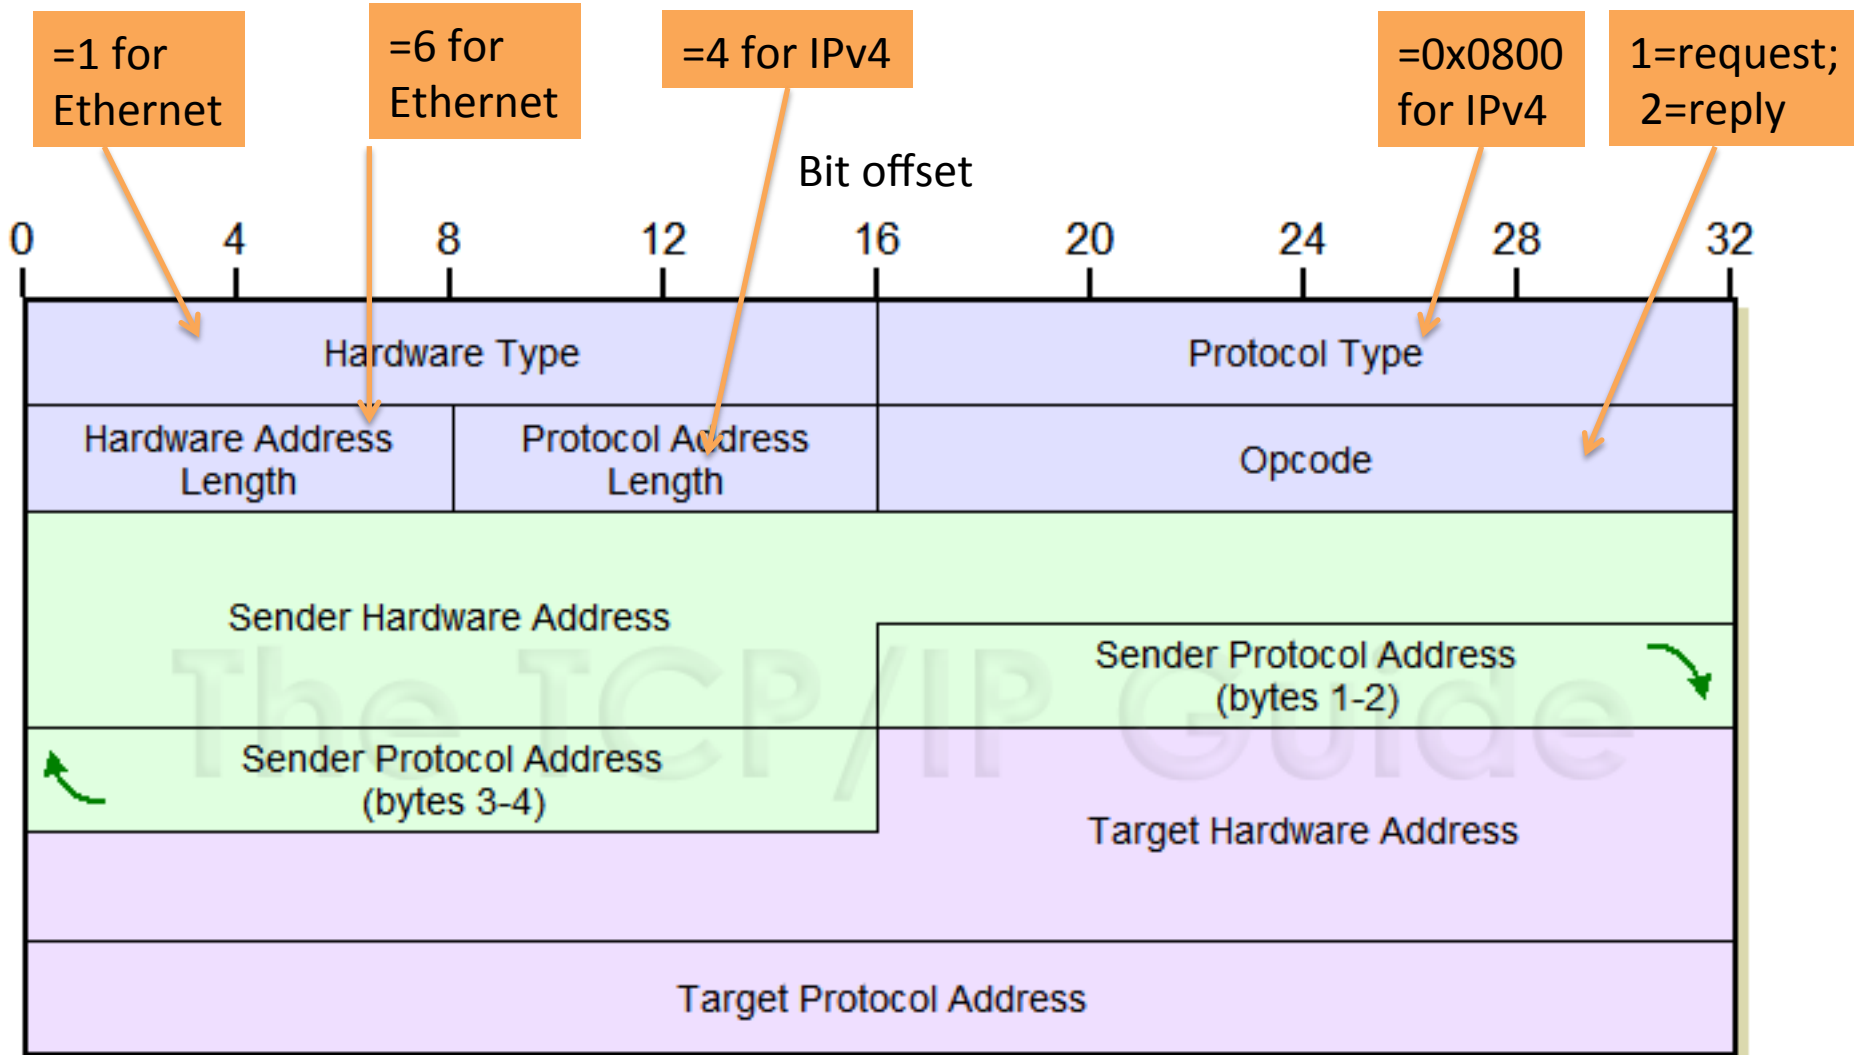 =1 for
Ethernet
=6 for
Ethernet
=4 for IPv4
=0x0800
for IPv4
1=request;
2=reply
Bit offset
0 4 8 12 16 20 24 28 32
Hardware Type
Protocol Type
Hardware Address
Length
Protocol Address
Length
Opcode
Sender Hardware Address
Sender Protocol Address
(bytes 1-2)
The TCP/IP Guide
Sender Protocol Address
(bytes 3-4)
Target Hardware Address
Target Protocol Address